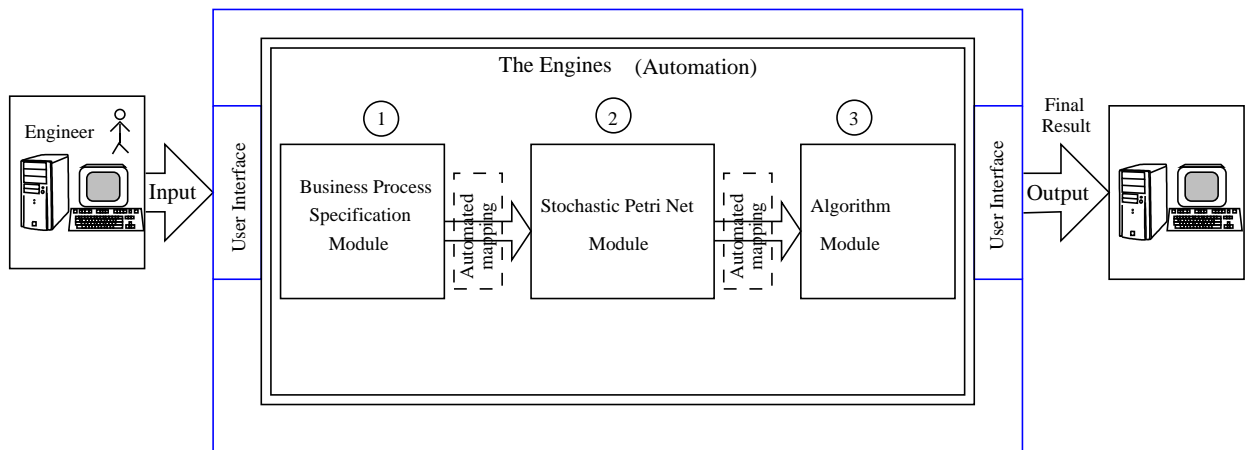 The Engines (Automation)
Engineer
Input
User Interface
1
Business Process
Specification
Module
Automated
mapping
2
Stochastic Petri Net
Module
Automated
mapping
3
Algorithm
Module
User Interface
Final
Result
Output